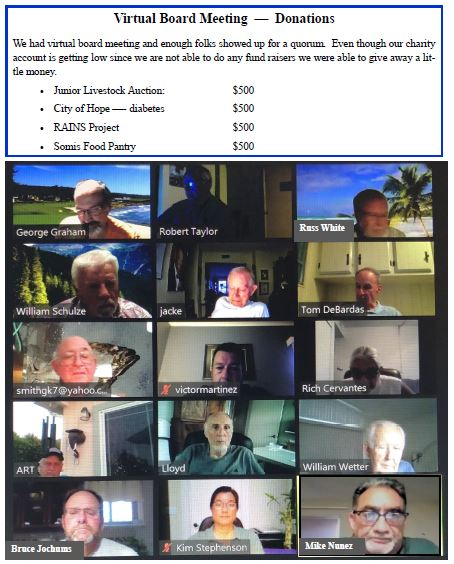 Virtual Board Meeting — Donations
We had virtual board meeting and enough folks showed up for a quorum. Even though our charity
account is getting low since we are not able to do any fund raisers we were able to give away a lit-
tle money.
• Junior Livestock Auction: $500
• City of Hope —- diabetes $500
• RAINS Project $500
• Somis Food Pantry $500
George Graham
Robert Taylor
Russ White
William Schulze
jacke
Tom DeBardas
smithgk7@yahoo.c...
victormartinez
Rich Cervantes
ART
Lloyd
William Wetter
Bruce Jochums
Kim Stephenson
Mike Nunez